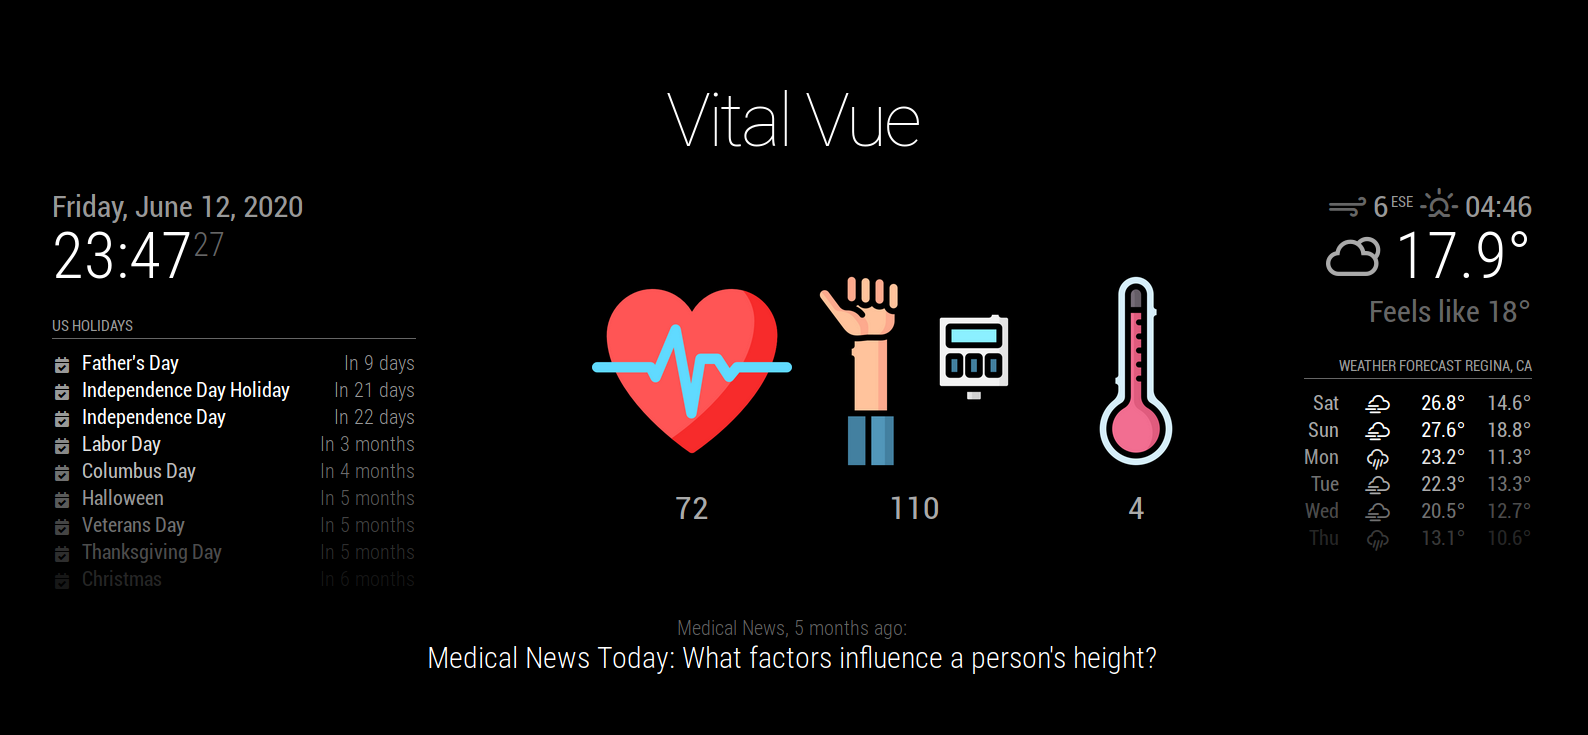 Vital Vue
Friday, June 12, 2020
23:47 27
US HOLIDAYS
Father's Day In 9 days
Independence Day Holiday In 21 days
Independence Day In 22 days
Labor Day In 3 months
Columbus Day In 4 months
Halloween In 5 months
Veterans Day In 5 months
Thanksgiving Day In 5 months
Christmas In 6 months
72 110 4
6 ESE 04:46
17.9°
Feels like 18°
WEATHER FORECAST REGINA, CA
Sat 26.8° 14.6°
Sun 27.6° 18.8°
Mon 23.2° 11.3°
Tue 22.3° 13.3°
Wed 20.5° 12.7°
Thu 13.1° 10.6°
Medical News, 5 months ago:
Medical News Today: What factors influence a person's height?